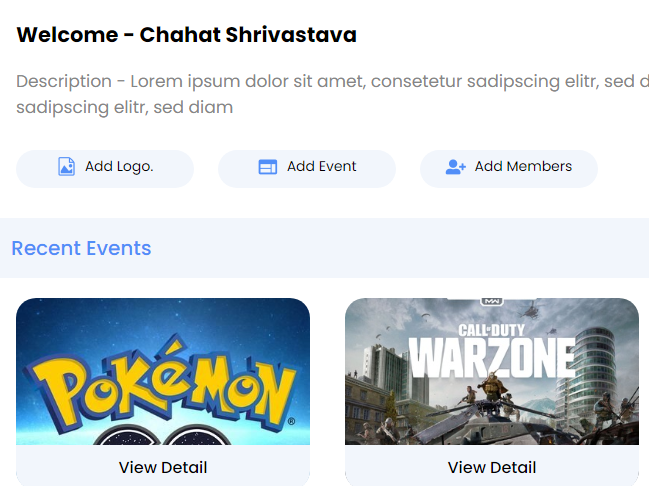 Welcome - Chahat Shrivastava
Description - Lorem ipsum dolor sit amet, consetetur sadipscing elitr, sed d
sadipscing elitr, sed diam
Add Logo. Add Event Add Members
Recent Events
POKéMON®
MW
CALL OF DUTY
WARZONE
View Detail View Detail